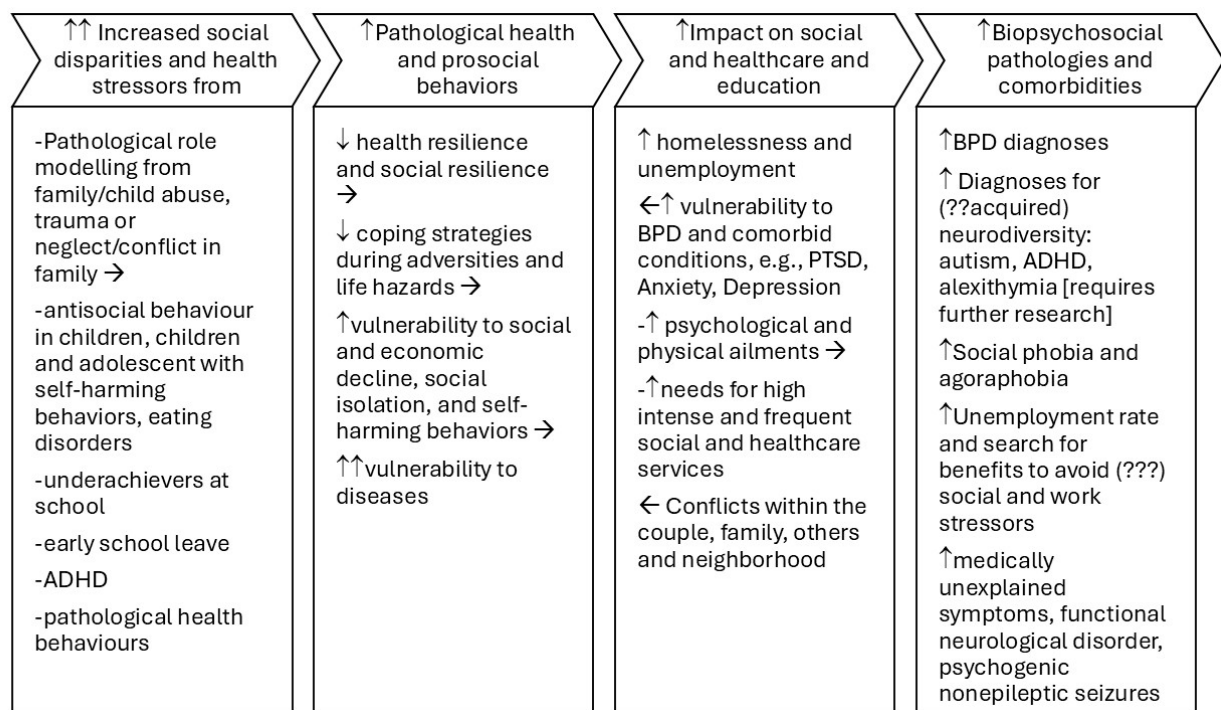 ↑↑ Increased social
disparities and health
stressors from
-Pathological role
modelling from
family/child abuse,
trauma or
neglect/conflict in
family →
-antisocial behaviour
in children, children
and adolescent with
self-harming
behaviors, eating
disorders
-underachievers at
school
-early school leave
-ADHD
-pathological health
behaviours
↑Pathological health
and prosocial
behaviors
↓ health resilience
and social resilience
→
↓ coping strategies
during adversities and
life hazards →
↑vulnerability to social
and economic
decline, social
isolation, and self-
harming behaviors →
↑↑vulnerability to
diseases
↑Impact on social
and healthcare and
education
↑ homelessness and
unemployment
←↑ vulnerability to
BPD and comorbid
conditions, e.g., PTSD,
Anxiety, Depression
-↑ psychological and
physical ailments →
-↑needs for high
intense and frequent
social and healthcare
services
← Conflicts within the
couple, family, others
and neighborhood
↑Biopsychosocial
pathologies and
comorbidities
↑BPD diagnoses
↑ Diagnoses for
(??acquired)
neurodiversity:
autism, ADHD,
alexithymia [requires
further research]
↑Social phobia and
agoraphobia
↑Unemployment rate
and search for
benefits to avoid (???)
social and work
stressors
↑medically
unexplained
symptoms, functional
neurological disorder,
psychogenic
nonepileptic seizures